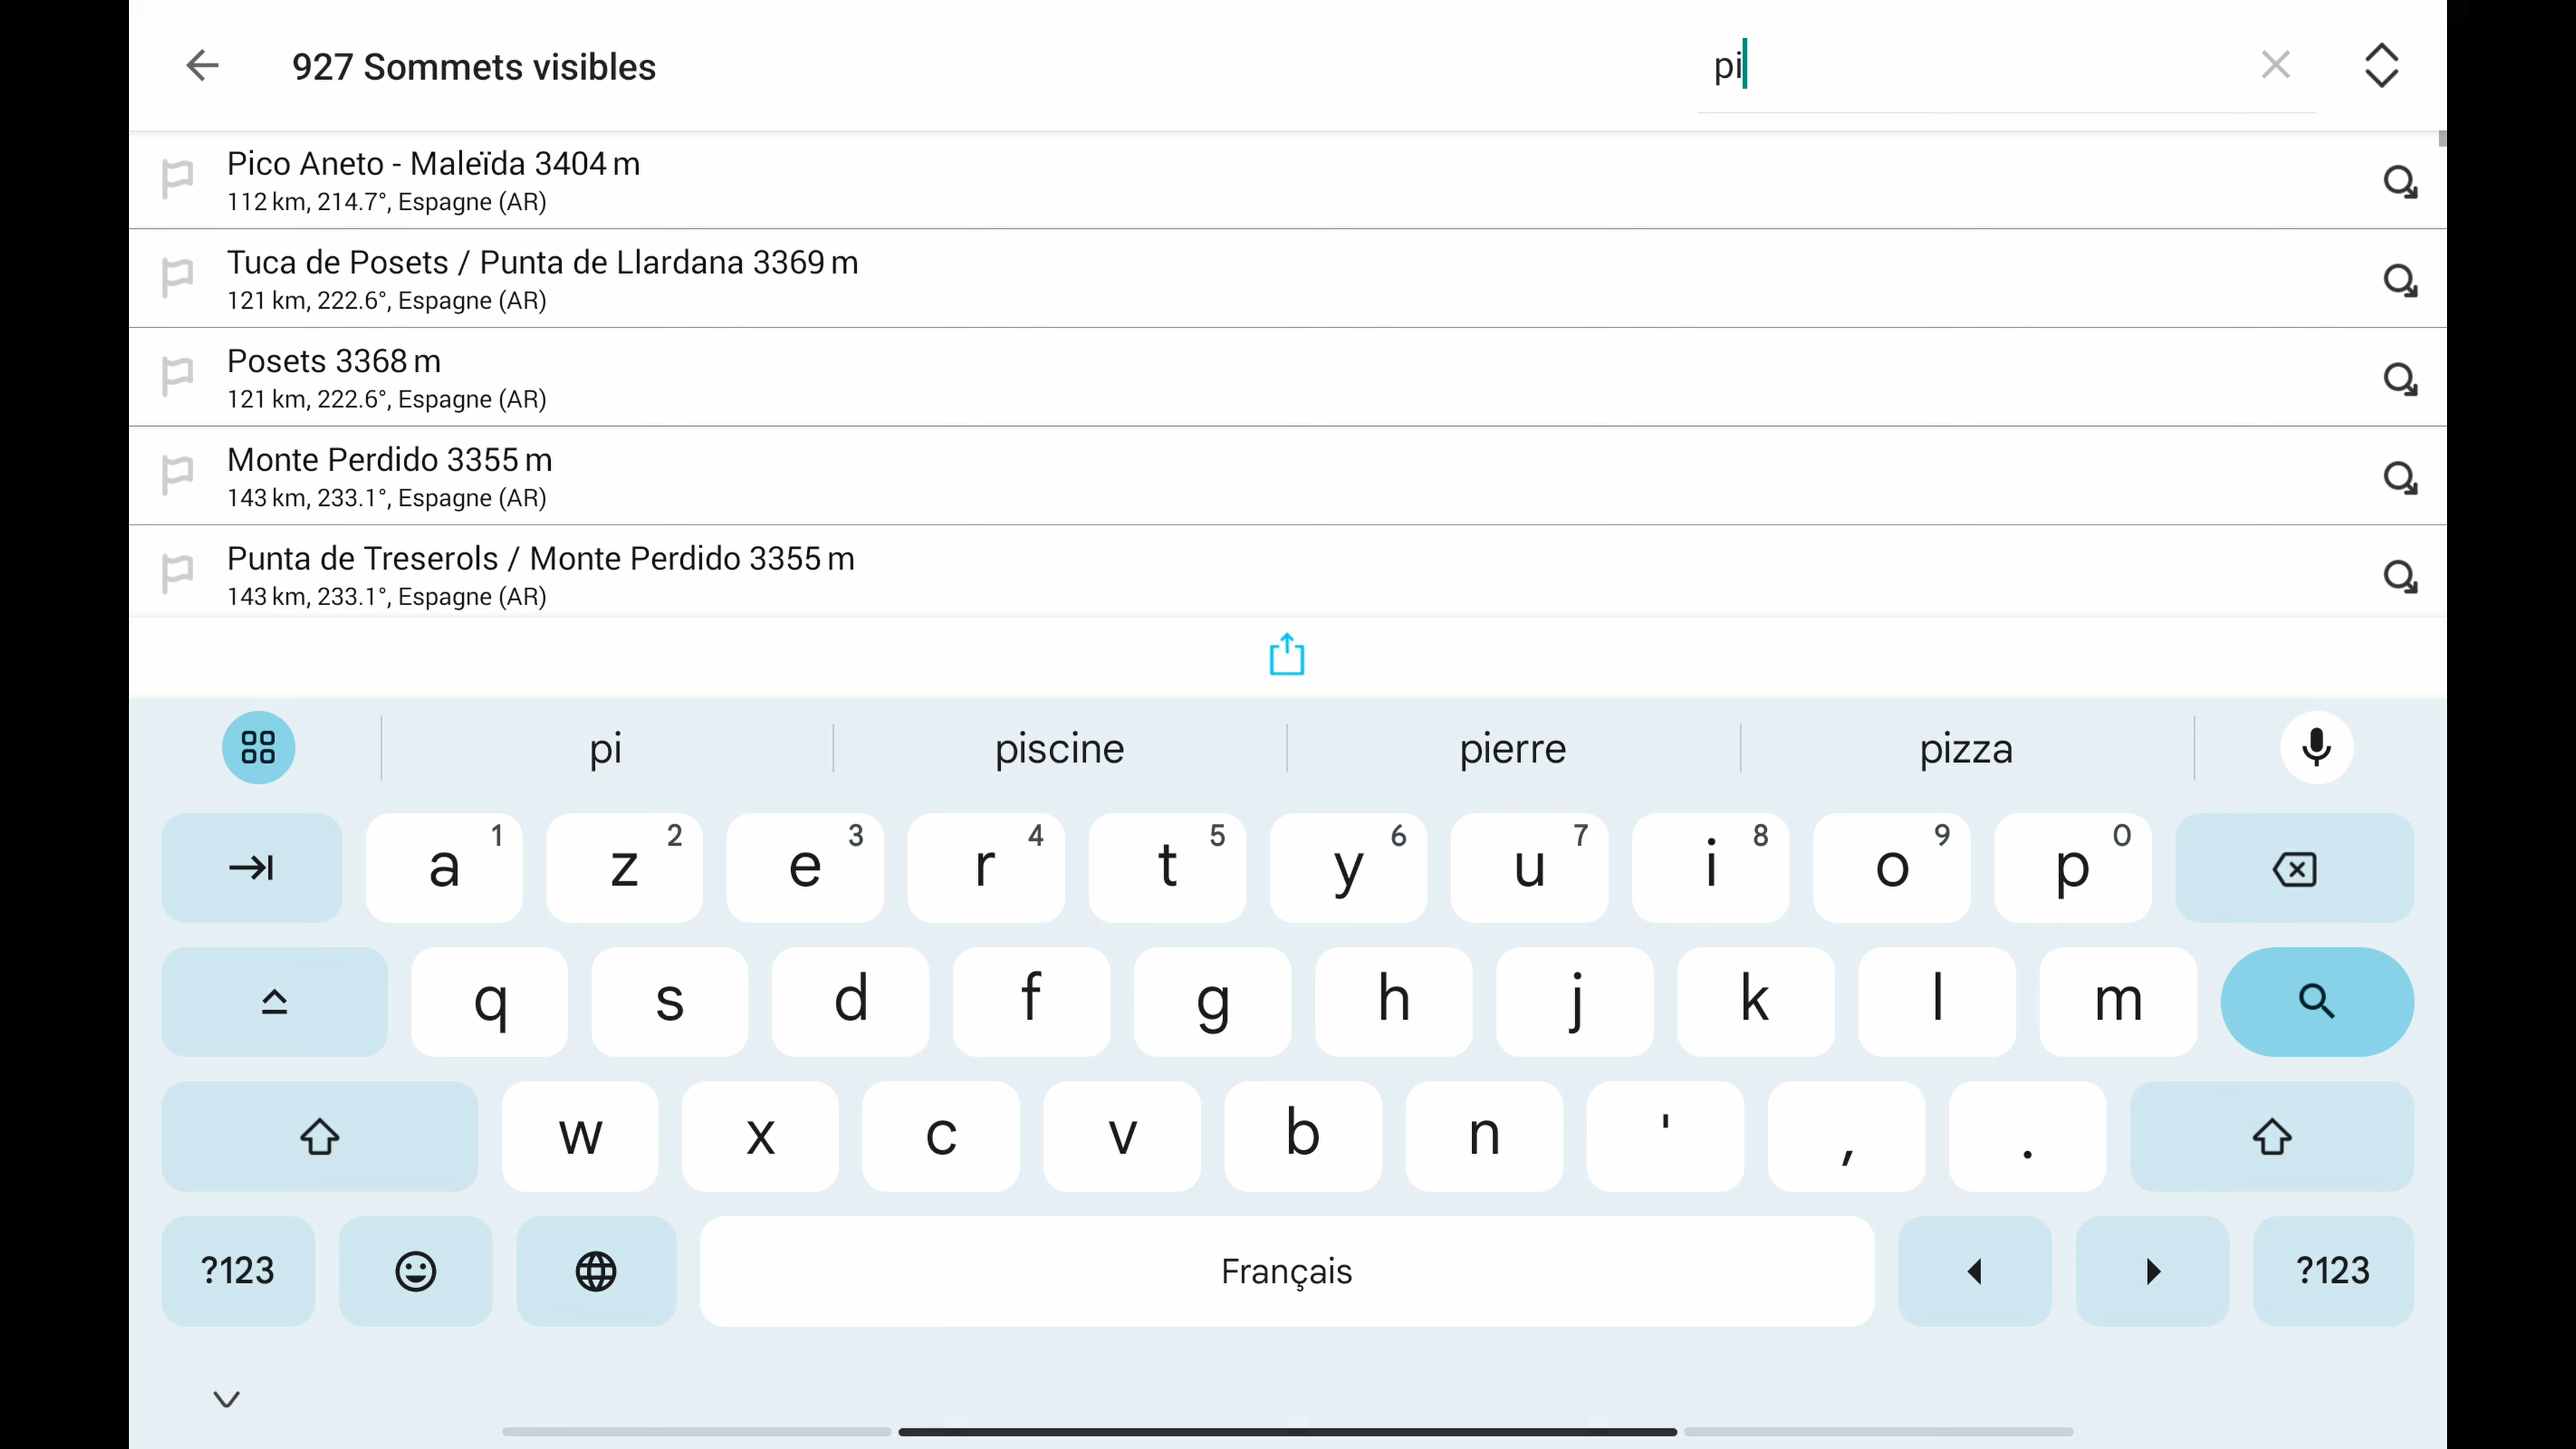 927 Sommets visibles
pi
Pico Aneto - Maleïda 3404 m
112 km, 214.7°, Espagne (AR)
Tuca de Posets / Punta de Llardana 3369 m
121 km, 222.6°, Espagne (AR)
Posets 3368 m
121 km, 222.6°, Espagne (AR)
Monte Perdido 3355 m
143 km, 233.1°, Espagne (AR)
Punta de Treserols / Monte Perdido 3355 m
143 km, 233.1°, Espagne (AR)
pi piscine pierre pizza
a 1 z 2 e 3 r 4 t 5 y 6 u 7 i 8 o 9 p 0
q s d f g h j k l m
w x c v b n ' , .
?123 Français ?123